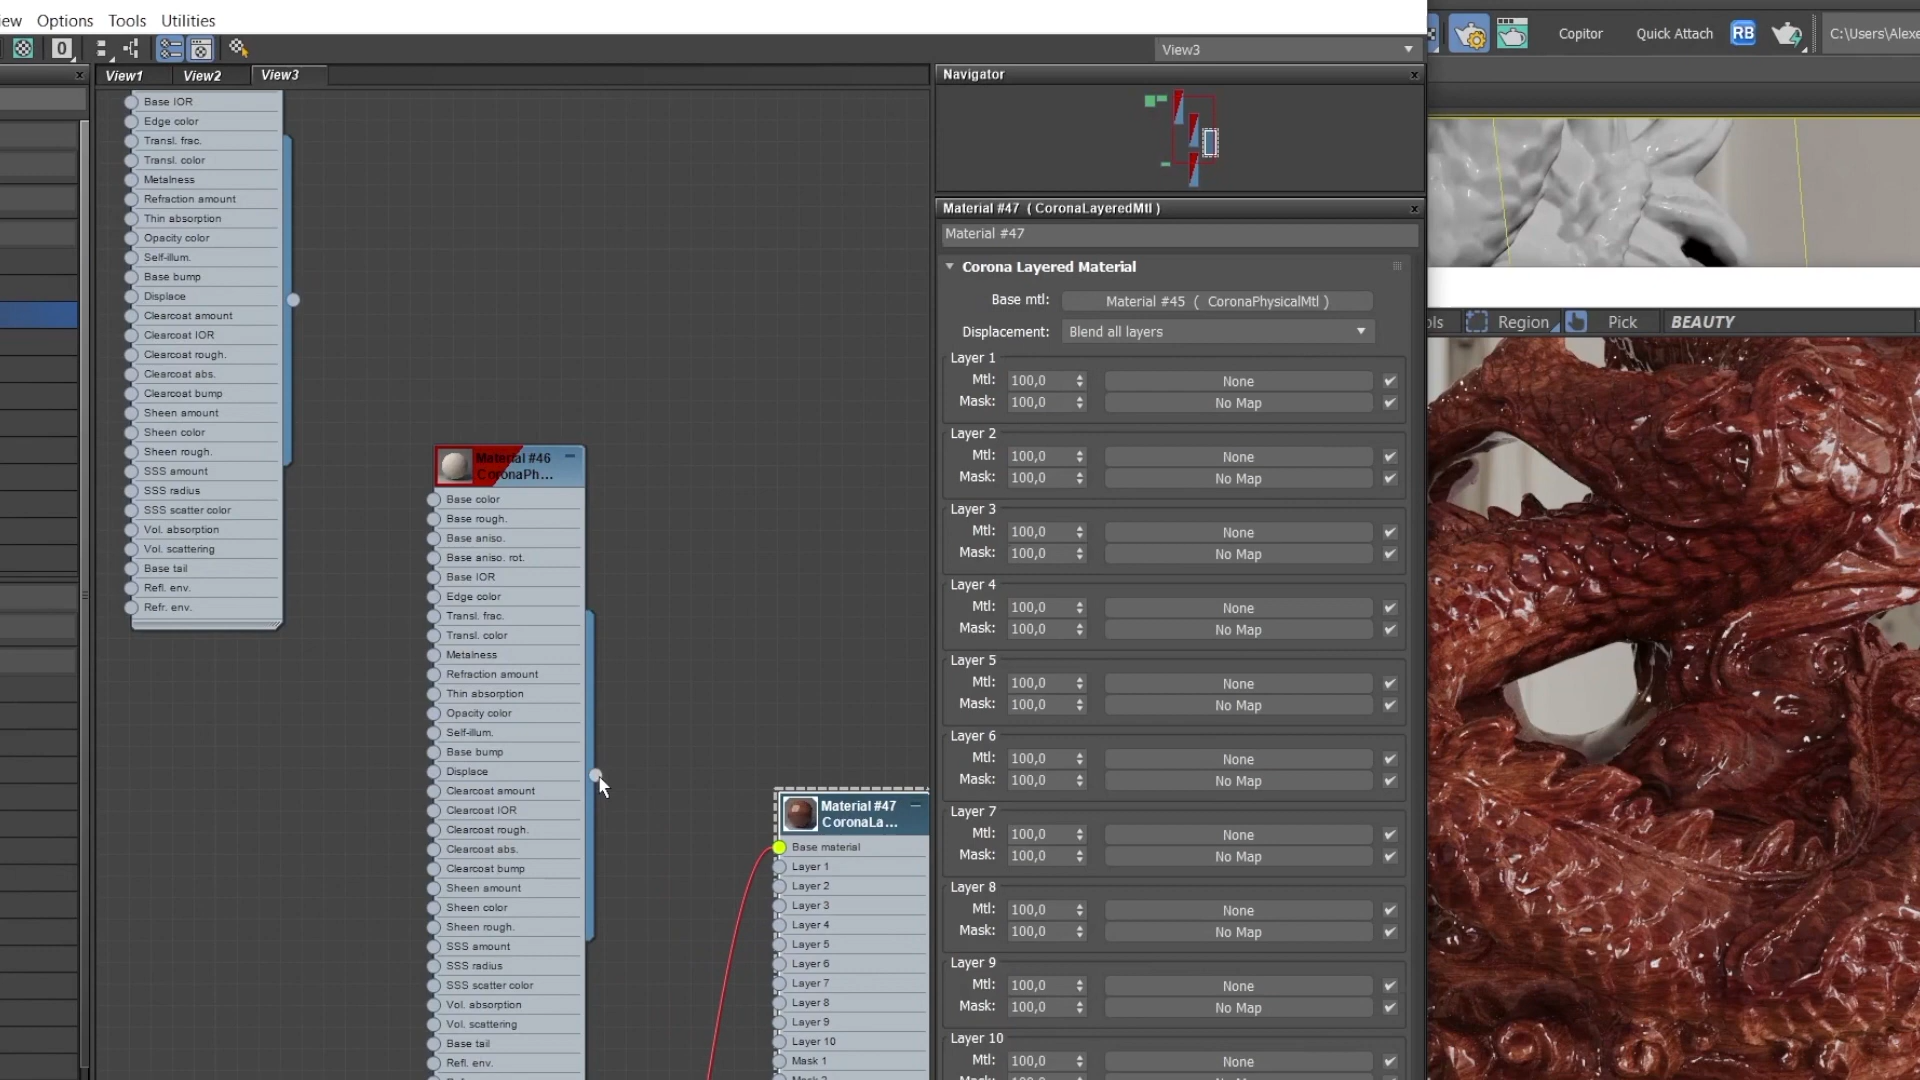 Options Tools Utilities
0
View1 View2 View3
View3
Base IOR
Edge color
Transl. frac.
Transl. color
Metalness
Refraction amount
Thin absorption
Opacity color
Self-illum.
Base bump
Displace
Clearcoat amount
Clearcoat IOR
Clearcoat rough.
Clearcoat abs.
Clearcoat bump
Sheen amount
Sheen color
Sheen rough.
SSS amount
SSS radius
SSS scatter color
Vol. absorption
Vol. scattering
Base tail
Refl. env.
Refr. env.
Material #46
CoronaPh...
Base color
Base rough.
Base aniso.
Base aniso. rot.
Base IOR
Edge color
Transl. frac.
Transl. color
Metalness
Refraction amount
Thin absorption
Opacity color
Self-illum.
Base bump
Displace
Clearcoat amount
Clearcoat IOR
Clearcoat rough.
Clearcoat abs.
Clearcoat bump
Sheen amount
Sheen color
Sheen rough.
SSS amount
SSS radius
SSS scatter color
Vol. absorption
Vol. scattering
Base tail
Refl. env.
Material #47
CoronaLa...
Base material
Layer 1
Layer 2
Layer 3
Layer 4
Layer 5
Layer 6
Layer 7
Layer 8
Layer 9
Layer 10
Mask 1
Navigator
Material #47 ( CoronaLayeredMtl )
Material #47
Corona Layered Material
Base mtl: Material #45 ( CoronaPhysicalMtl )
Displacement: Blend all layers
Layer 1
Mtl: 100,0 None
Mask: 100,0 No Map
Layer 2
Mtl: 100,0 None
Mask: 100,0 No Map
Layer 3
Mtl: 100,0 None
Mask: 100,0 No Map
Layer 4
Mtl: 100,0 None
Mask: 100,0 No Map
Layer 5
Mtl: 100,0 None
Mask: 100,0 No Map
Layer 6
Mtl: 100,0 None
Mask: 100,0 No Map
Layer 7
Mtl: 100,0 None
Mask: 100,0 No Map
Layer 8
Mtl: 100,0 None
Mask: 100,0 No Map
Layer 9
Mtl: 100,0 None
Mask: 100,0 No Map
Layer 10
Mtl: 100,0 None
Copitor Quick Attach RB C:\Users\Alexe
Region Pick BEAUTY